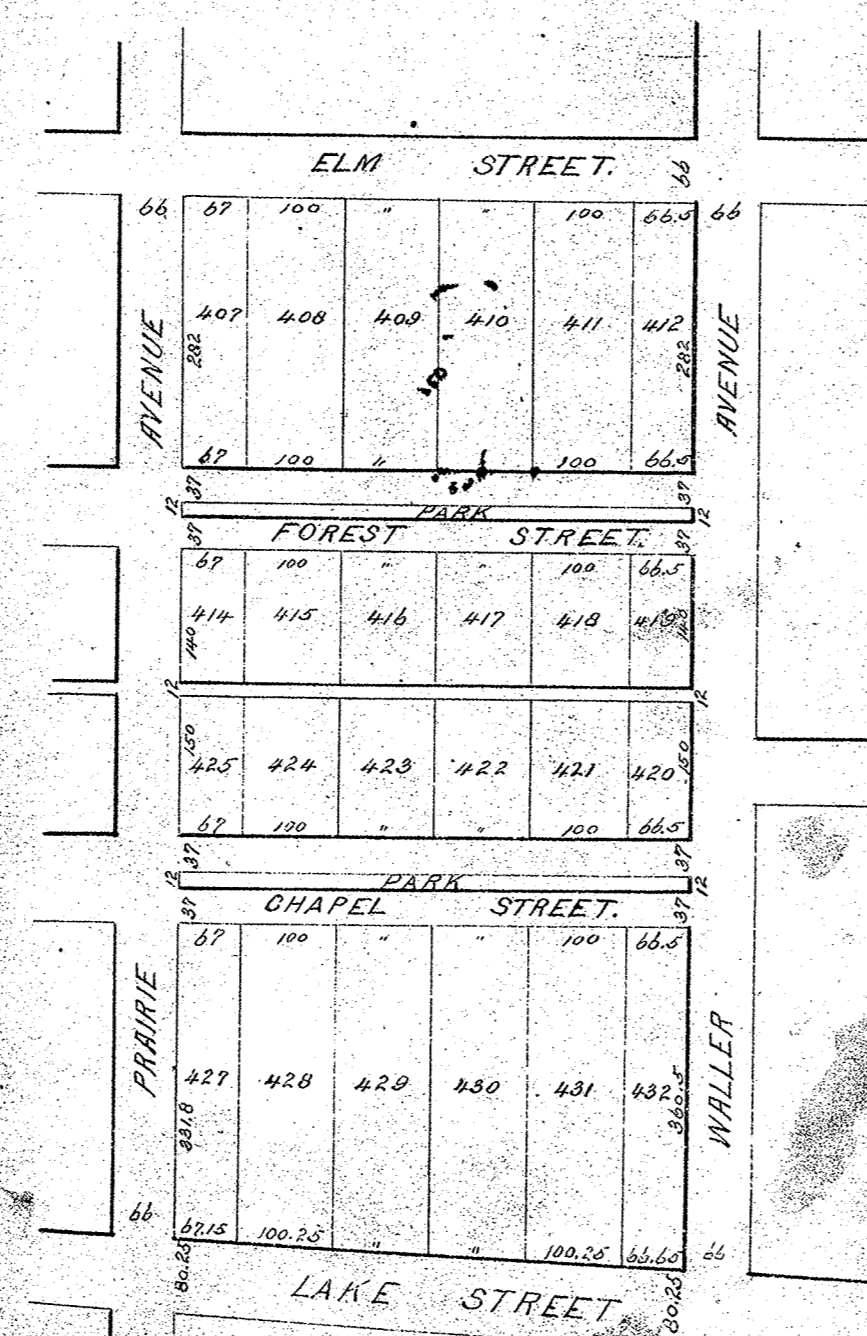 ELM STREET. 66
66 67 100 " " 100 66.5 66
407 408 409 410 411 412
282 282
AVENUE AVENUE
150
67 100 " 100 66.5
50
37 37
12 PARK 12
37 FOREST STREET. 37
67 100 " " 100 66.5
414 415 416 417 418 419
140 140
12 12
150 150
425 424 423 422 421 420
67 100 " " 100 66.5
37 37
12 PARK 12
37 CHAPEL STREET. 37
67 100 " " 100 66.5
PRAIRIE WALLER
427 428 429 430 431 432
331.8 360.5
66 67.15 100.25 " " 100.25 66.65 66
80.25 80.25
LAKE STREET